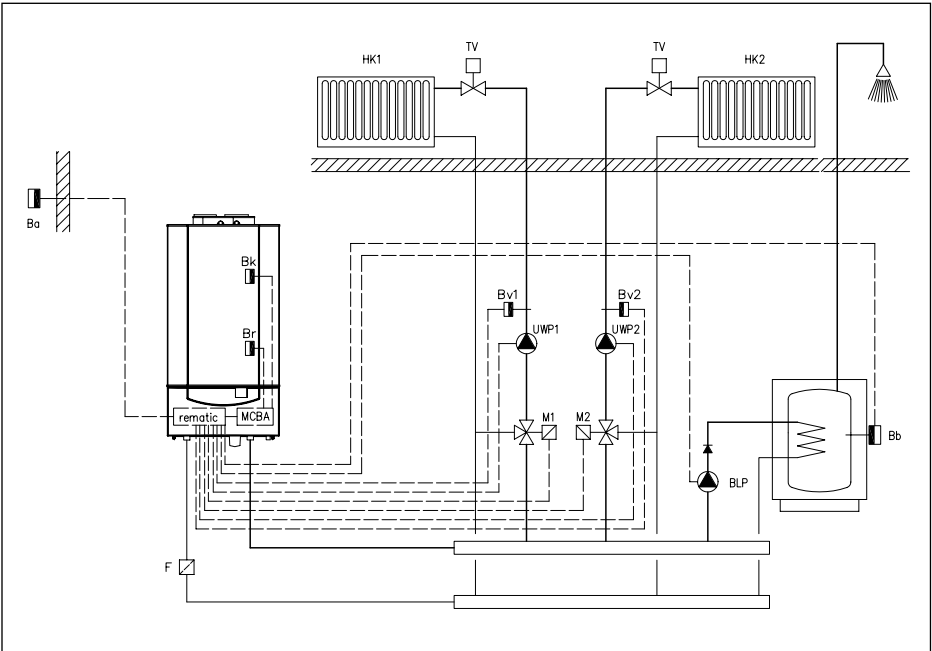 HK1
TV
TV
HK2
Ba
Bk
Br
Bv1
Bv2
UWP1
UWP2
rematic
MCBA
M1
M2
Bb
BLP
F